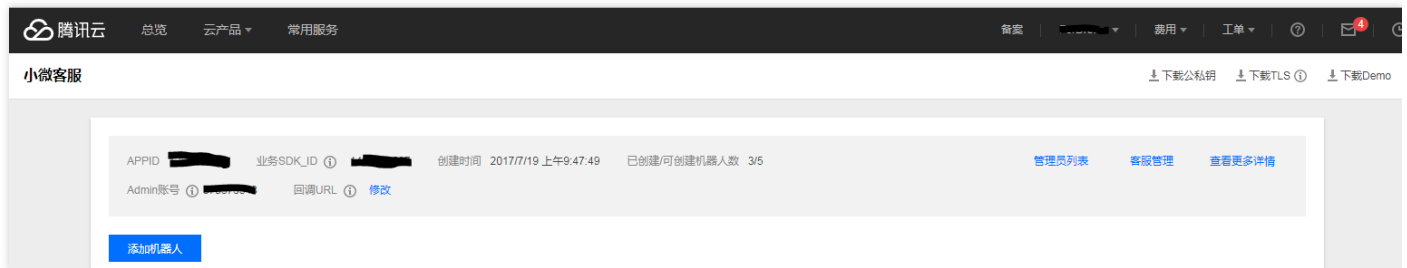 腾讯云 总览 云产品 常用服务 备案 费用 工单 4
小微客服 下载公私钥 下载TLS 下载Demo
APPID 业务SDK_ID 创建时间 2017/7/19 上午9:47:49 已创建/可创建机器人数 3/5 管理员列表 客服管理 查看更多详情
Admin账号 回调URL 修改
添加机器人